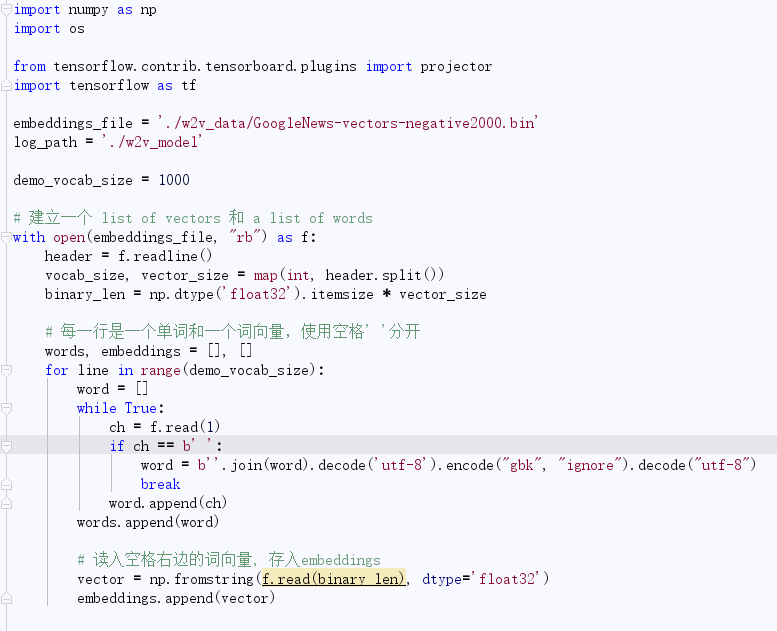 import numpy as np
import os
from tensorflow.contrib.tensorboard.plugins import projector
import tensorflow as tf
embeddings_file = './w2v_data/GoogleNews-vectors-negative2000.bin'
log_path = './w2v_model'
demo_vocab_size = 1000
# 建立一个 list of vectors 和 a list of words
with open(embeddings_file, "rb") as f:
    header = f.readline()
    vocab_size, vector_size = map(int, header.split())
    binary_len = np.dtype('float32').itemsize * vector_size
    # 每一行是一个单词和一个词向量，使用空格' '分开
    words, embeddings = [], []
    for line in range(demo_vocab_size):
        word = []
        while True:
            ch = f.read(1)
            if ch == b' ':
                word = b''.join(word).decode('utf-8').encode("gbk", "ignore").decode("utf-8")
                break
            word.append(ch)
        words.append(word)
        # 读入空格右边的词向量, 存入embeddings
        vector = np.fromstring(f.read(binary_len), dtype='float32')
        embeddings.append(vector)